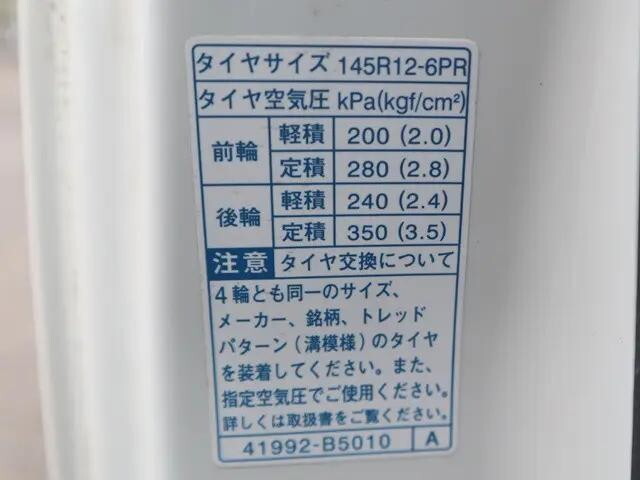 タイヤサイズ 145R12-6PR
タイヤ空気圧 kPa(kgf/cm²)
前輪 軽積 200 (2.0)
定積 280 (2.8)
後輪 軽積 240 (2.4)
定積 350 (3.5)
注意 タイヤ交換について
4輪とも同一のサイズ、
メーカー、銘柄、トレッド
パターン(溝模様)のタイヤ
を装着してください。また、
指定空気圧でご使用ください。
詳しくは取扱書をご覧ください。
41992-B5010 A